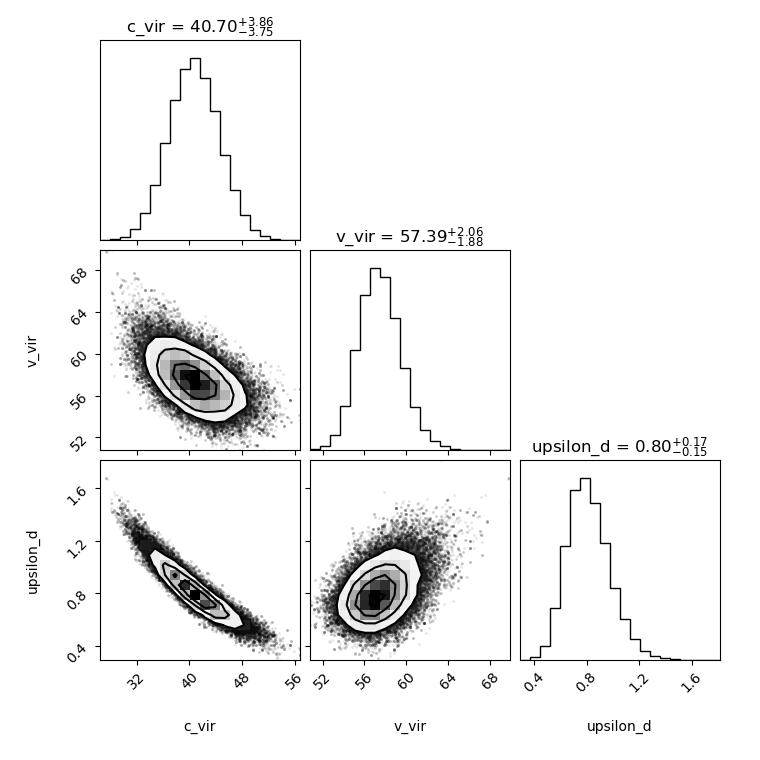 c_vir = 40.70+3.86−3.75
v_vir = 57.39+2.06−1.88
68
64
60
56
52
v_vir
upsilon_d = 0.80+0.17−0.15
1.6
1.2
0.8
0.4
upsilon_d
32 40 48 56 52 56 60 64 68 0.4 0.8 1.2 1.6
c_vir v_vir upsilon_d